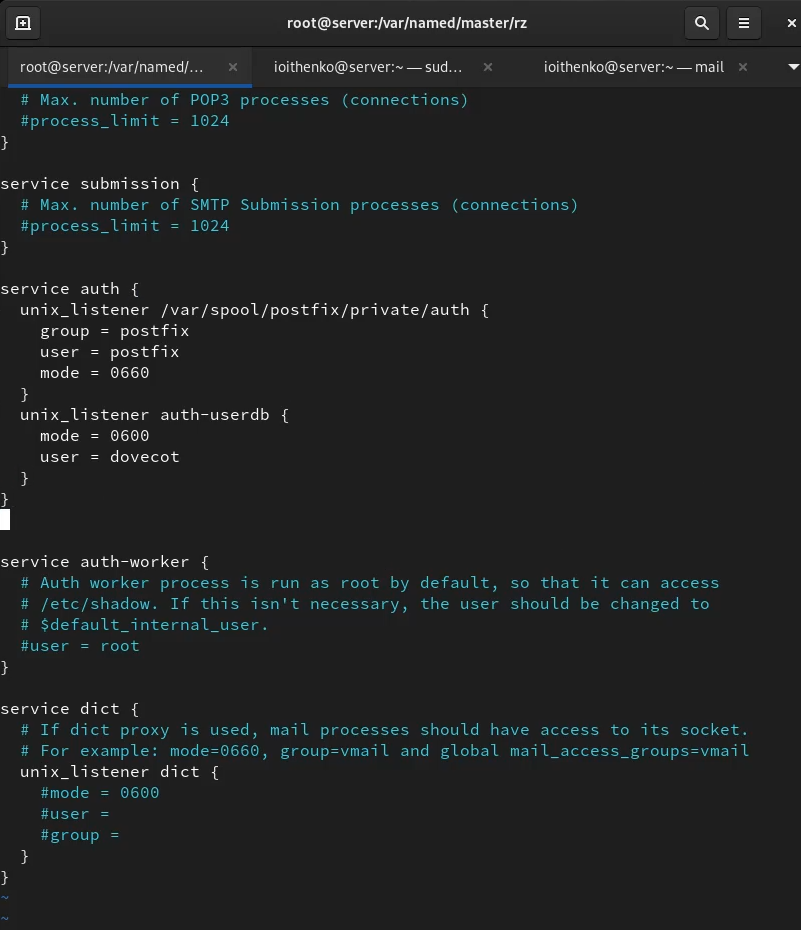 root@server:/var/named/master/rz
root@server:/var/named/...
ioithenko@server:~ — sud...
ioithenko@server:~ — mail
  # Max. number of POP3 processes (connections)
  #process_limit = 1024
}

service submission {
  # Max. number of SMTP Submission processes (connections)
  #process_limit = 1024
}

service auth {
  unix_listener /var/spool/postfix/private/auth {
    group = postfix
    user = postfix
    mode = 0660
  }
  unix_listener auth-userdb {
    mode = 0600
    user = dovecot
  }
}

service auth-worker {
  # Auth worker process is run as root by default, so that it can access
  # /etc/shadow. If this isn't necessary, the user should be changed to
  # $default_internal_user.
  #user = root
}

service dict {
  # If dict proxy is used, mail processes should have access to its socket.
  # For example: mode=0660, group=vmail and global mail_access_groups=vmail
  unix_listener dict {
    #mode = 0600
    #user =
    #group =
  }
}
~
~